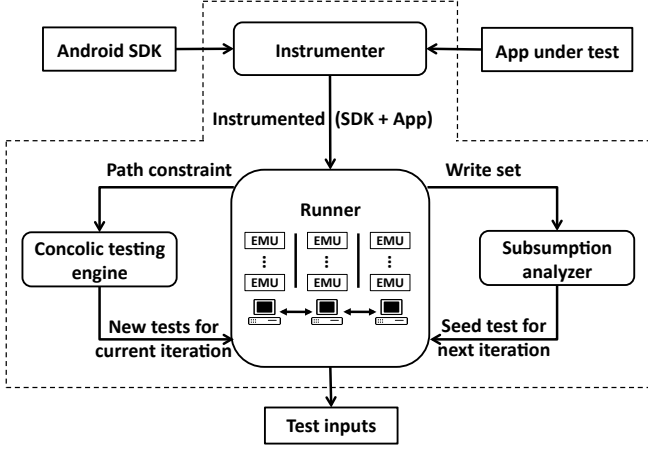 Android SDK
Instrumenter
App under test
Instrumented (SDK + App)
Path constraint
Write set
Runner
EMU EMU EMU
Concolic testing
engine
Subsumption
analyzer
EMU EMU EMU
New tests for
current iteration
Seed test for
next iteration
Test inputs